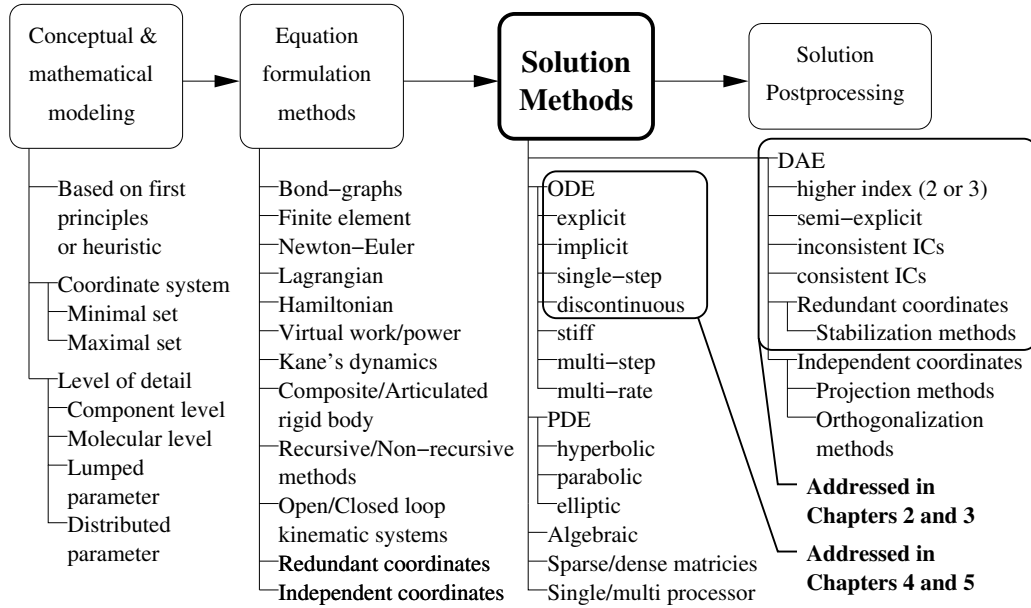 Conceptual &
mathematical
modeling
Equation
formulation
methods
Solution
Methods
Solution
Postprocessing
Based on first
principles
or heuristic
Coordinate system
Minimal set
Maximal set
Level of detail
Component level
Molecular level
Lumped
parameter
Distributed
parameter
Bond−graphs
Finite element
Newton−Euler
Lagrangian
Hamiltonian
Virtual work/power
Kane's dynamics
Composite/Articulated
rigid body
Recursive/Non−recursive
methods
Open/Closed loop
kinematic systems
Redundant coordinates
Independent coordinates
ODE
explicit
implicit
single−step
discontinuous
stiff
multi−step
multi−rate
PDE
hyperbolic
parabolic
elliptic
Algebraic
Sparse/dense matricies
Single/multi processor
DAE
higher index (2 or 3)
semi−explicit
inconsistent ICs
consistent ICs
Redundant coordinates
Stabilization methods
Independent coordinates
Projection methods
Orthogonalization
methods
Addressed in
Chapters 2 and 3
Addressed in
Chapters 4 and 5